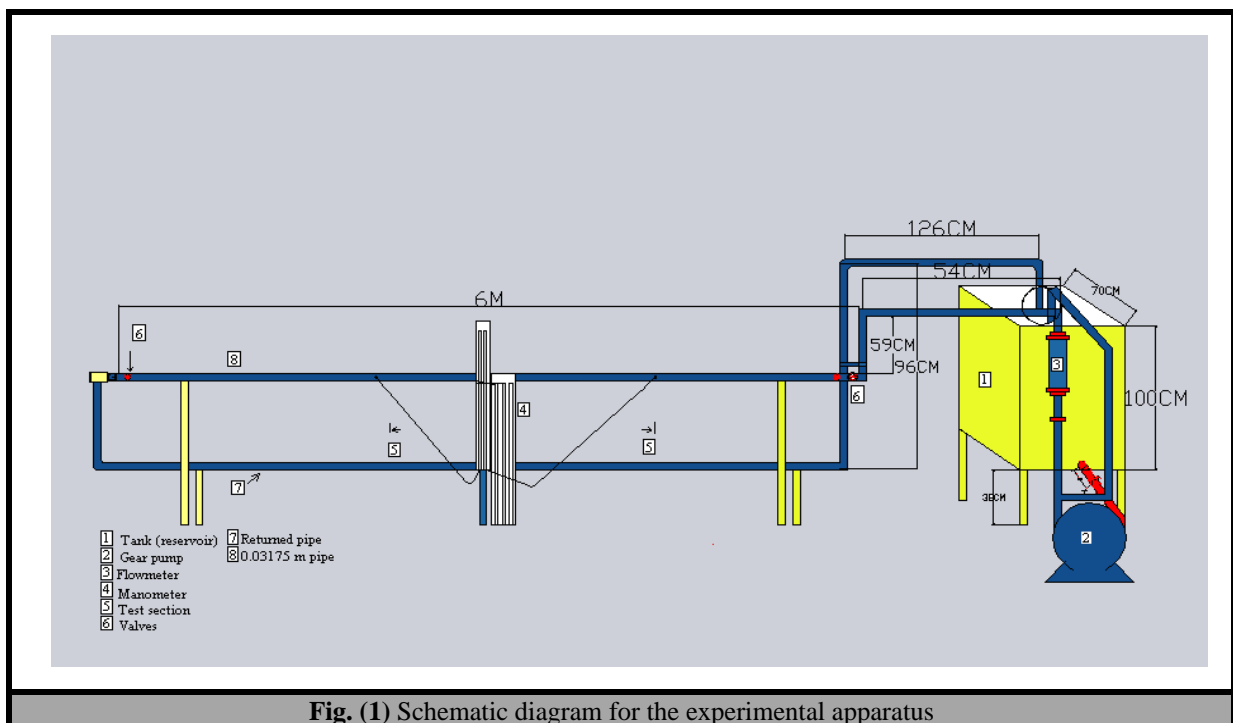 126CM
54CM
70CM
6M
6
8
59CM
96CM
3
1
6
4
100CM
5
5
7
2
1 Tank (reservoir) 7 Returned pipe
2 Gear pump 8 0.03175 m pipe
3 Flowmeter
4 Manometer
5 Test section
6 Valves
Fig. (1) Schematic diagram for the experimental apparatus